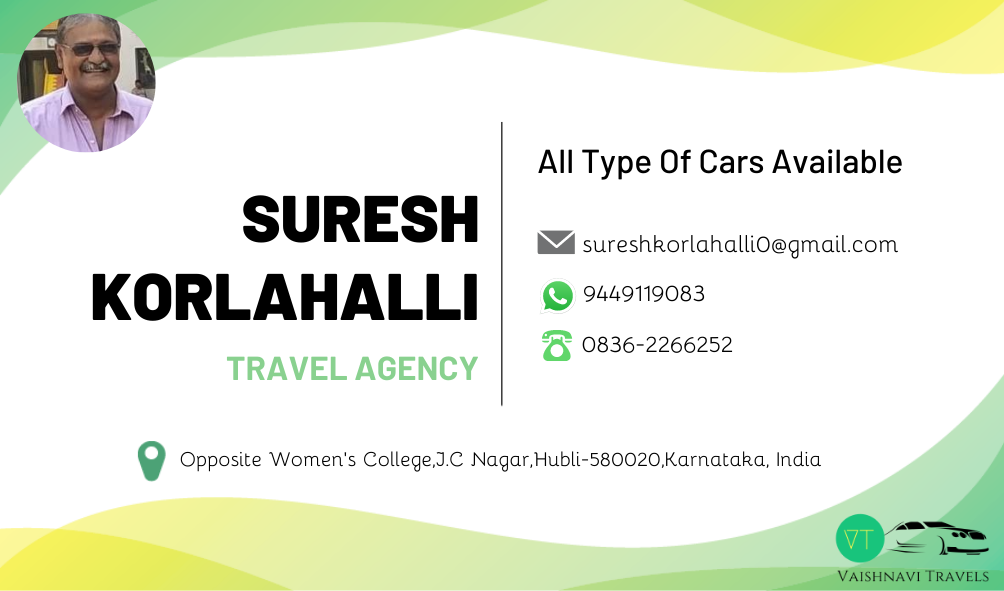 SURESH
KORLAHALLI
TRAVEL AGENCY
All Type Of Cars Available
sureshkorlahalli0@gmail.com
9449119083
0836-2266252
Opposite Women's College,J.C Nagar,Hubli-580020,Karnataka, India
VT
VAISHNAVI TRAVELS